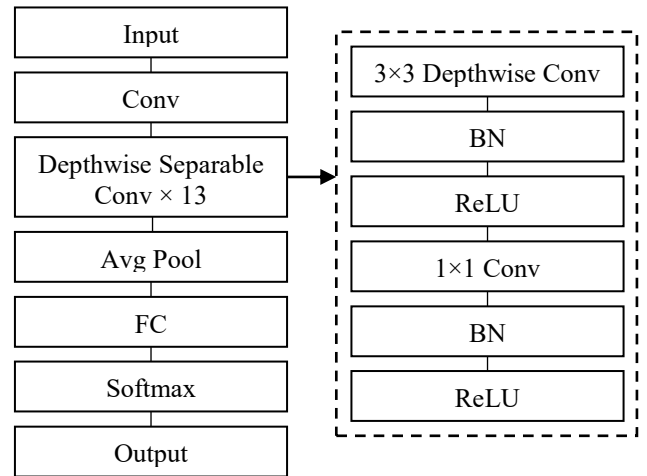 Input
Conv
Depthwise Separable
Conv × 13
Avg Pool
FC
Softmax
Output
3×3 Depthwise Conv
BN
ReLU
1×1 Conv
BN
ReLU